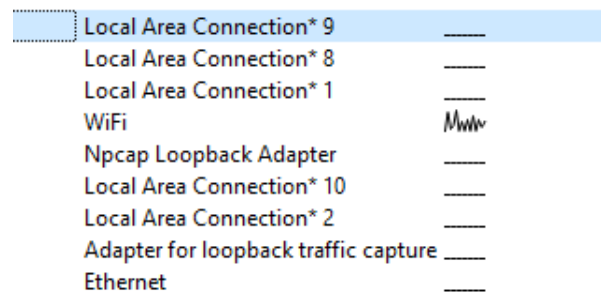 Local Area Connection* 9
Local Area Connection* 8
Local Area Connection* 1
WiFi
Npcap Loopback Adapter
Local Area Connection* 10
Local Area Connection* 2
Adapter for loopback traffic capture
Ethernet